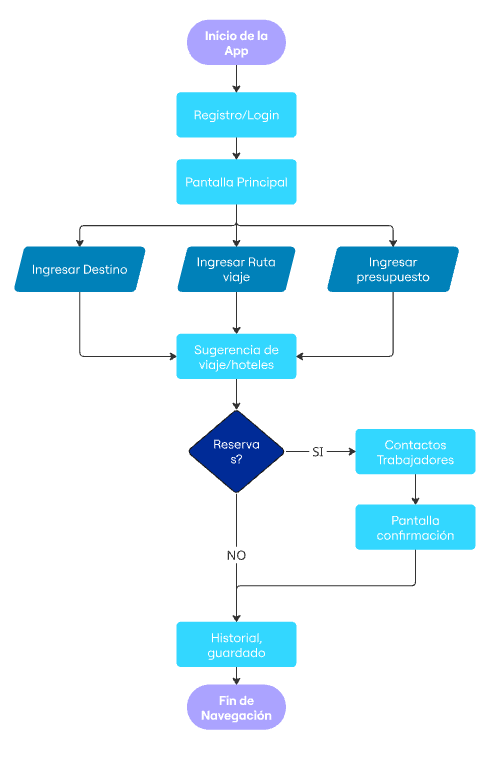 Inicio de la
App
Registro/Login
Pantalla Principal
Ingresar Destino
Ingresar Ruta
viaje
Ingresar
presupuesto
Sugerencia de
viaje/hoteles
Reserva
s?
SI
Contactos
Trabajadores
Pantalla
confirmación
NO
Historial,
guardado
Fin de
Navegación